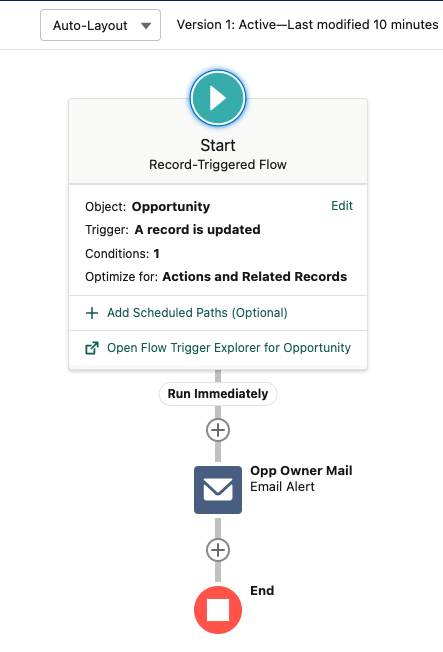 Auto-Layout
Version 1: Active—Last modified 10 minutes
Start
Record-Triggered Flow
Object: Opportunity
Edit
Trigger: A record is updated
Conditions: 1
Optimize for: Actions and Related Records
Add Scheduled Paths (Optional)
Open Flow Trigger Explorer for Opportunity
Run Immediately
Opp Owner Mail
Email Alert
End